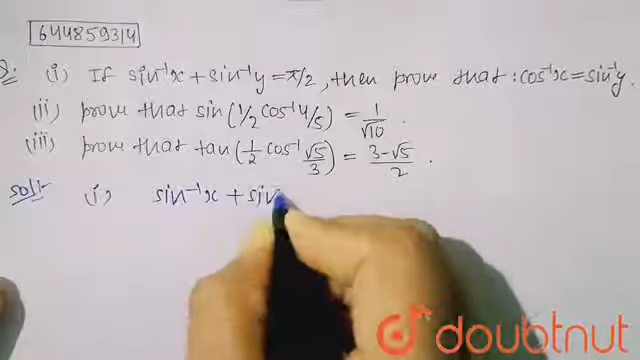 644859314
Q:- (i) If sin⁻¹x + sin⁻¹y = π/2, then prove that : cos⁻¹x = sin⁻¹y.
(ii) prove that sin(1/2 cos⁻¹4/5) = 1/√10.
(iii) prove that tan(1/2 cos⁻¹ √5/3) = 3-√5/2.
Sol:- (i) sin⁻¹x + sin
doubtnut